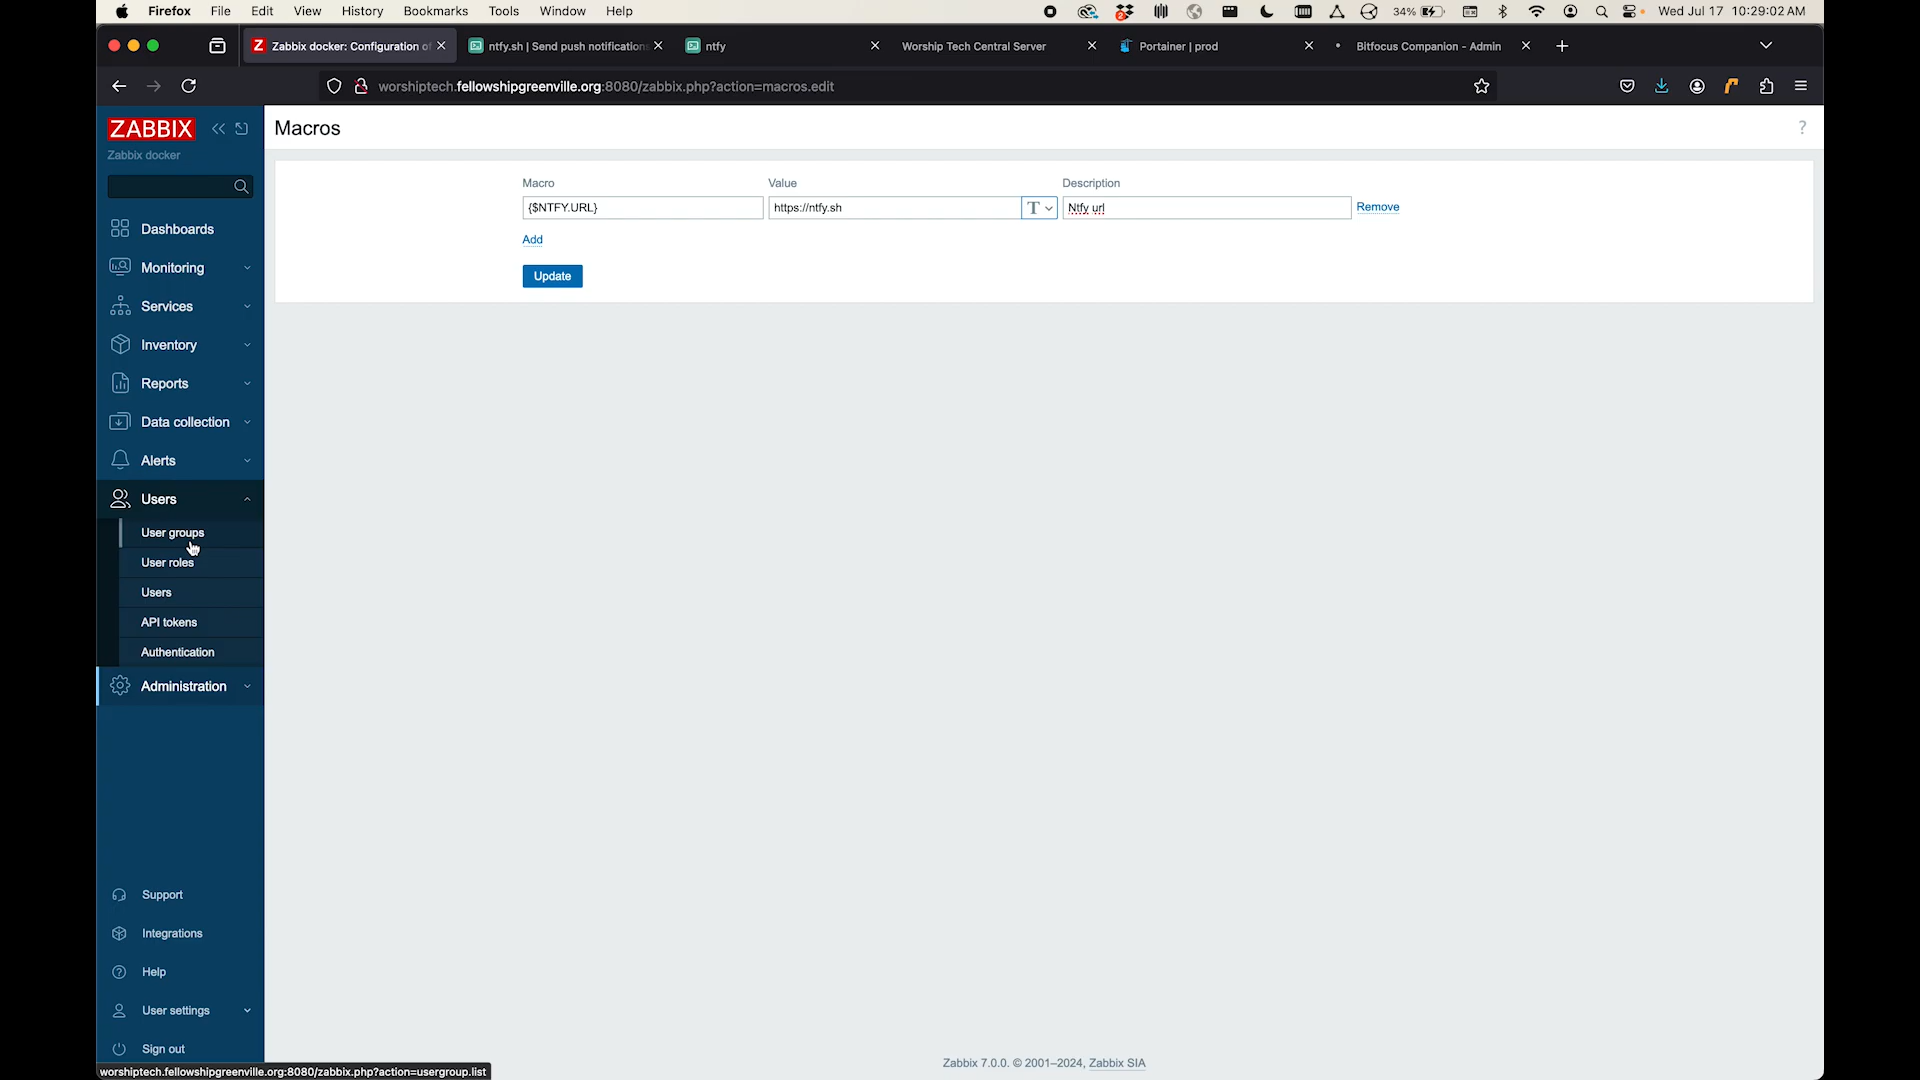 Firefox File Edit View History Bookmarks Tools Window Help
2
34% Wed Jul 17 10:29:02 AM
Z Zabbix docker: Configuration of
ntfy.sh | Send push notifications
ntfy
Worship Tech Central Server
Portainer | prod
Bitfocus Companion - Admin
worshiptech.fellowshipgreenville.org:8080/zabbix.php?action=macros.edit
ZABBIX
Zabbix docker
Macros
?
Macro Value Description
{$NTFY.URL} https://ntfy.sh T Ntfy url Remove
Add
Update
Dashboards
Monitoring
Services
Inventory
Reports
Data collection
Alerts
Users
User groups
User roles
Users
API tokens
Authentication
Administration
Support
Integrations
Help
User settings
Sign out
Zabbix 7.0.0. © 2001–2024, Zabbix SIA
worshiptech.fellowshipgreenville.org:8080/zabbix.php?action=usergroup.list